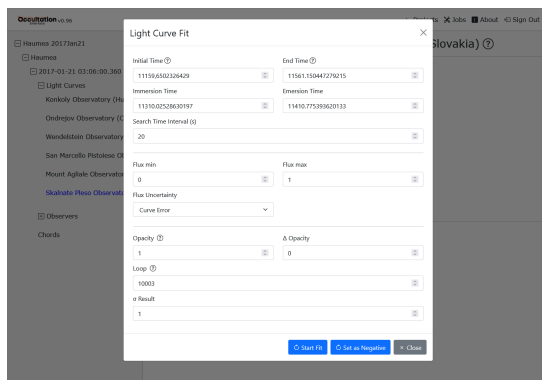 Occultation v0.96
Interface
Jobs
About
Sign Out
Haumea 2017Jan21
Slovakia) ?
Haumea
2017-01-21 03:06:00.360
Light Curves
Konkoly Observatory (Hu
Ondrejov Observatory (C
Wendelstein Observatory
San Marcello Pistoiese O
Mount Agliale Observator
Skalnate Pleso Observat
Observers
Chords
Light Curve Fit
Initial Time ? End Time ?
11159,6502326429 11561.150447279215
Immersion Time Emersion Time
11310.02528630197 11410.775393620133
Search Time Interval (s)
20
Flux min Flux max
0 1
Flux Uncertainty
Curve Error
Opacity ? Δ Opacity
1 0
Loop ?
10003
σ Result
1
Start Fit Set as Negative × Close